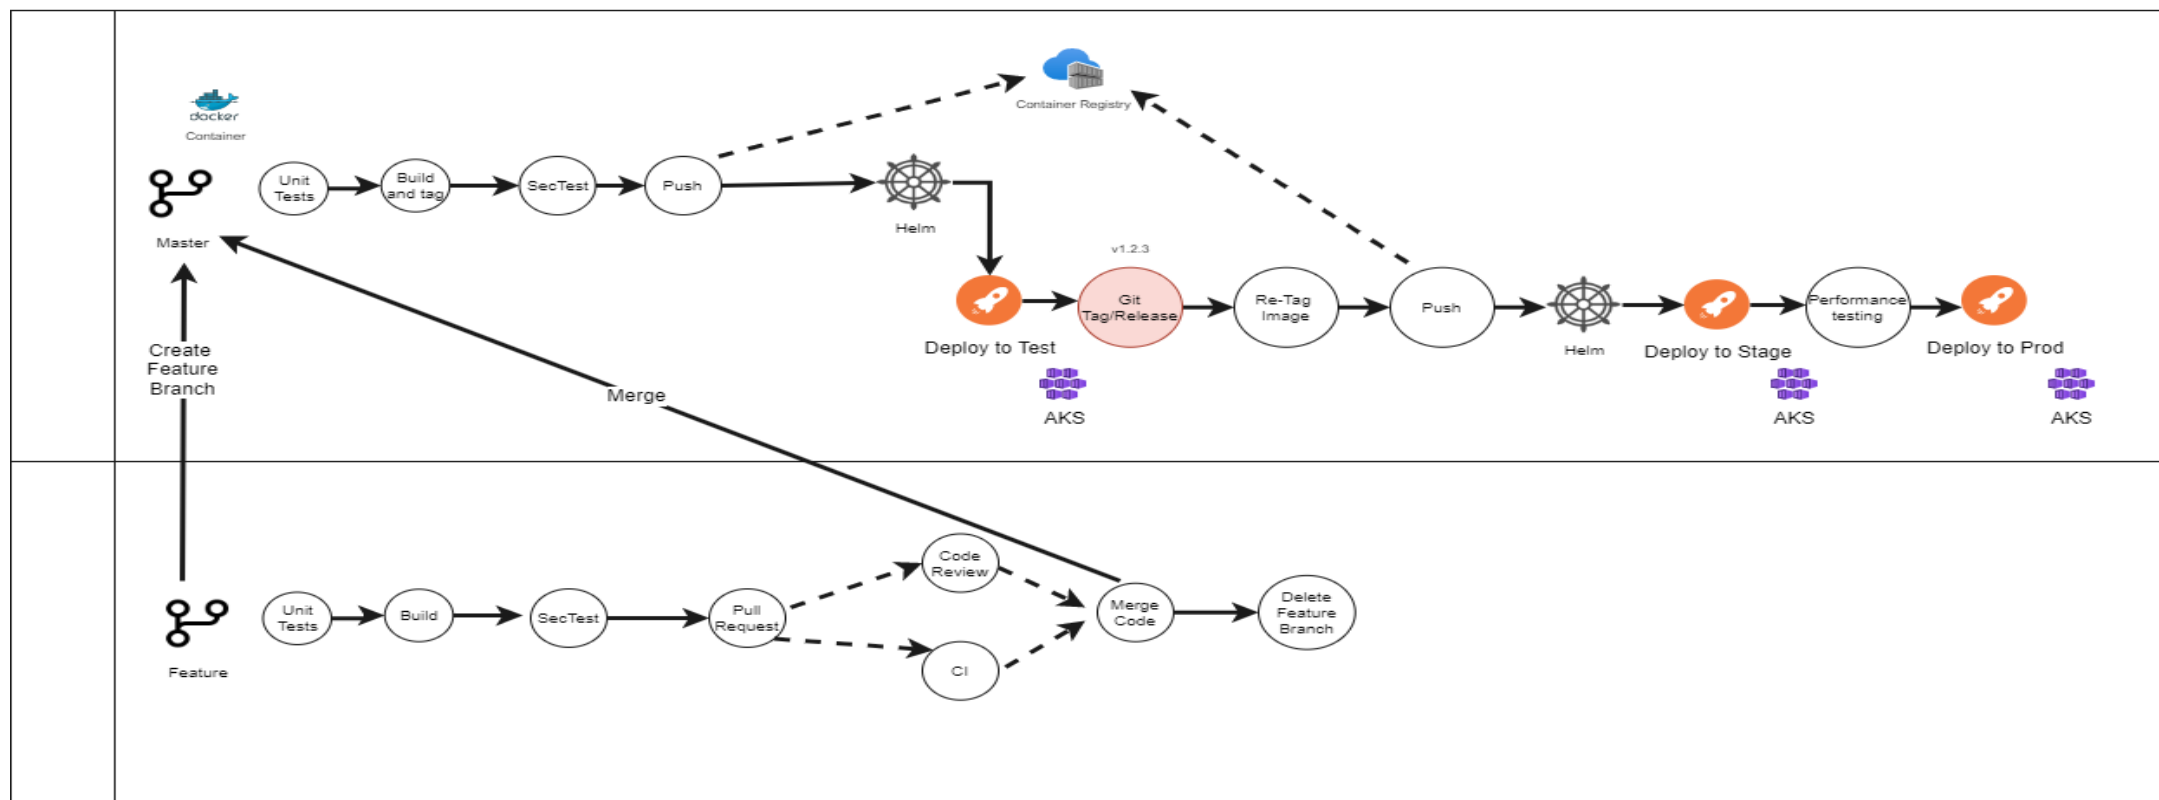 docker
Container
Container Registry
Unit
Tests
Build
and tag
SecTest
Push
Helm
Master
v1.2.3
Git
Tag/Release
Re-Tag
Image
Push
Performance
testing
Deploy to Test
Helm
Deploy to Stage
Deploy to Prod
AKS
AKS
AKS
Create
Feature
Branch
Merge
Code
Review
Unit
Tests
Build
SecTest
Pull
Request
CI
Merge
Code
Delete
Feature
Branch
Feature